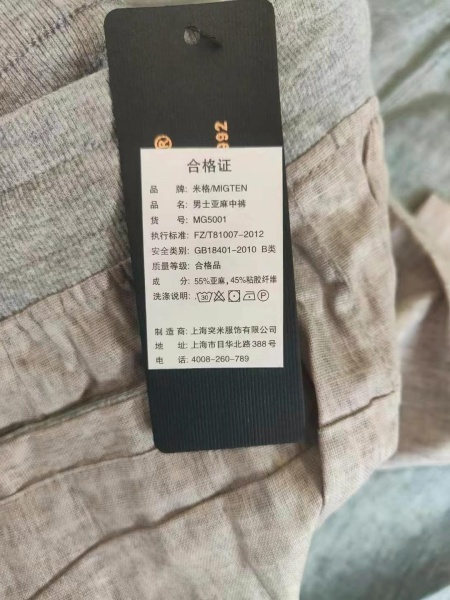 ®
992
合格证
品 牌: 米格/MIGTEN
品 名: 男士亚麻中裤
货 号: MG5001
执行标准: FZ/T81007-2012
安全类别: GB18401-2010 B类
质量等级: 合格品
成 分: 55%亚麻, 45%粘胶纤维
洗涤说明: 30 P
制 造 商: 上海突米服饰有限公司
地 址: 上海市目华北路388号
电 话: 4008-260-789